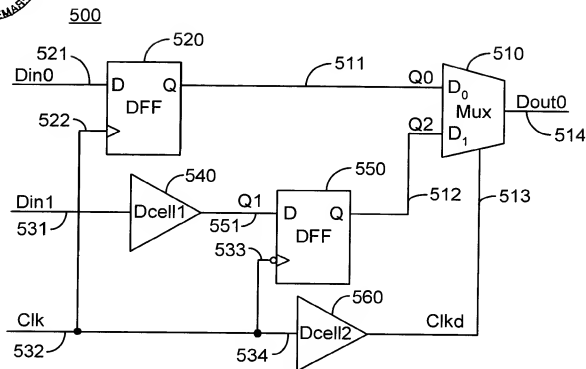 500
521
520
510
Din0
D
Q
511
Q0
D0
DFF
Mux
Dout0
522
Q2
D1
514
540
550
Din1
Dcell1
Q1
D
Q
512
513
531
551
533
DFF
560
Clk
Dcell2
Clkd
532
534